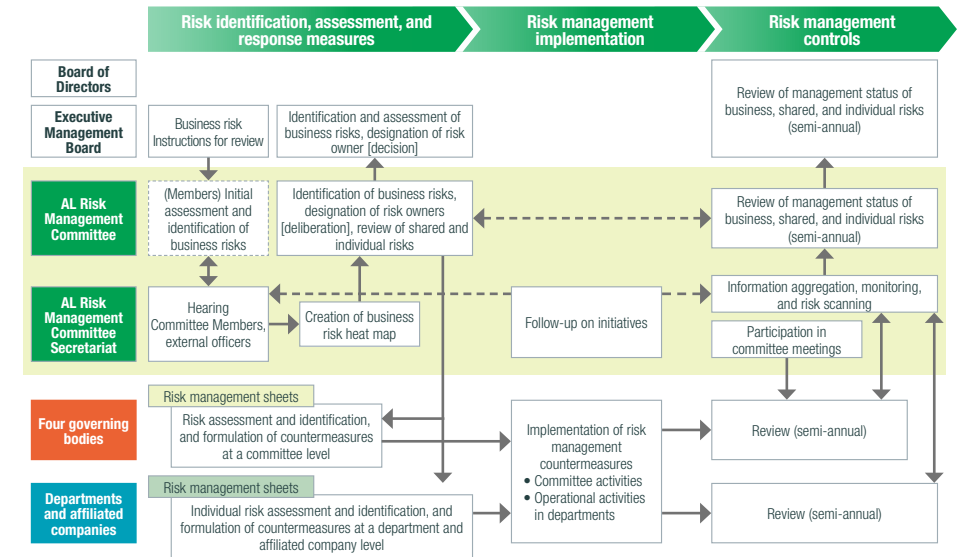 Risk identification, assessment, and
response measures
Risk management
implementation
Risk management
controls
Board of
Directors
Review of management status of
business, shared, and individual risks
(semi-annual)
Executive
Management
Board
Business risk
Instructions for review
Identification and assessment of
business risks, designation of risk
owner [decision]
AL Risk
Management
Committee
(Members) Initial
assessment and
identification of
business risks
Identification of business risks,
designation of risk owners
[deliberation], review of shared and
individual risks
Review of management status of
business, shared, and individual risks
(semi-annual)
AL Risk
Management
Committee
Secretariat
Hearing
Committee Members,
external officers
Creation of business
risk heat map
Follow-up on initiatives
Information aggregation, monitoring,
and risk scanning
Participation in
committee meetings
Four governing
bodies
Risk management sheets
Risk assessment and identification,
and formulation of countermeasures
at a committee level
Implementation of risk
management
countermeasures
• Committee activities
• Operational activities
in departments
Review (semi-annual)
Departments
and affiliated
companies
Risk management sheets
Individual risk assessment and identification, and
formulation of countermeasures at a department and
affiliated company level
Review (semi-annual)